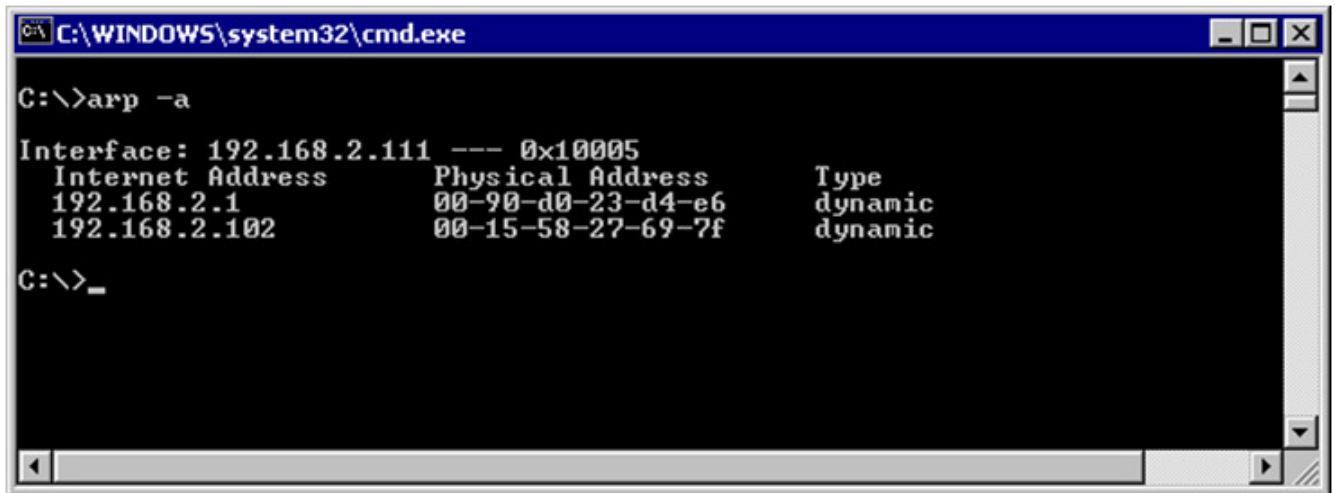 C:\WINDOWS\system32\cmd.exe
C:\>arp -a
Interface: 192.168.2.111 --- 0x10005
Internet Address Physical Address Type
192.168.2.1 00-90-d0-23-d4-e6 dynamic
192.168.2.102 00-15-58-27-69-7f dynamic
C:\>_